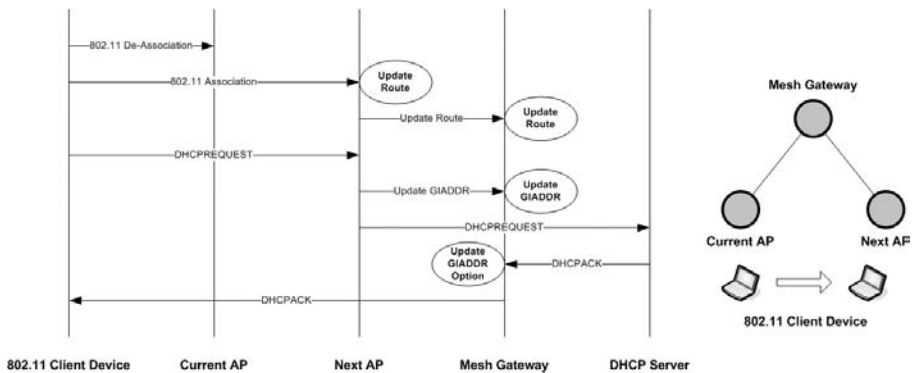 802.11 De-Association
802.11 Association
Update
Route
Update Route
Update
Route
DHCPREQUEST
Update GIADDR
Update
GIADDR
DHCPREQUEST
Update
GIADDR
Option
DHCPACK
DHCPACK
802.11 Client Device
Current AP
Next AP
Mesh Gateway
DHCP Server
Mesh Gateway
Current AP
Next AP
802.11 Client Device